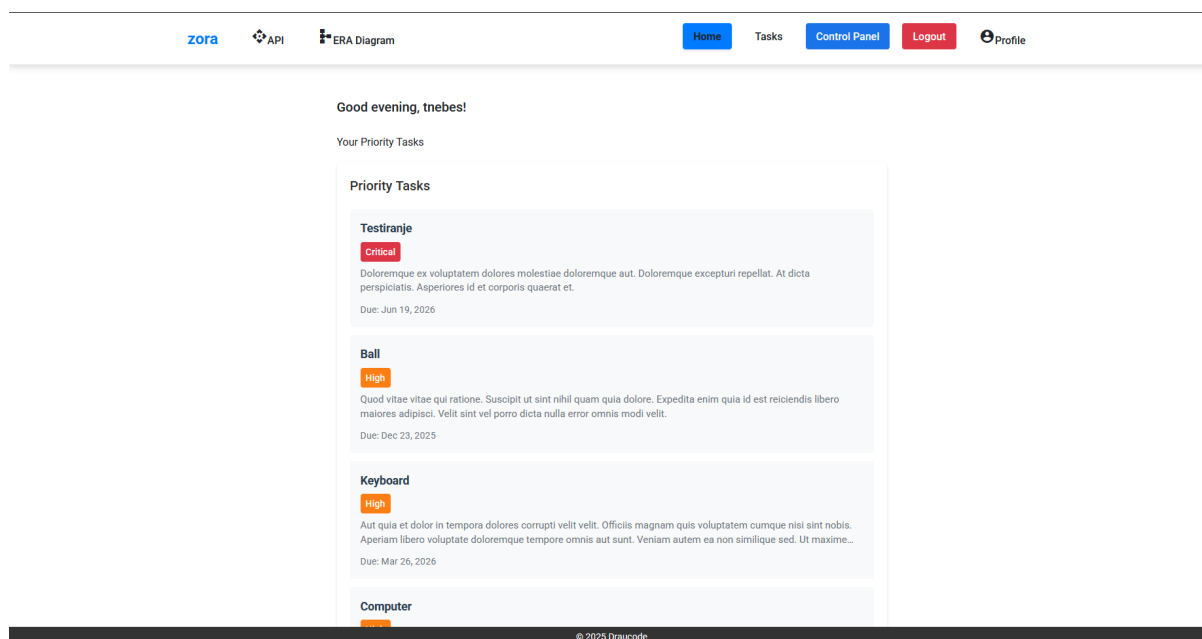 zora API ERA Diagram Home Tasks Control Panel Logout Profile
Good evening, tnebes!
Your Priority Tasks
Priority Tasks
Testiranje
Critical
Doloremque ex voluptatem dolores molestiae doloremque aut. Doloremque excepturi repellat. At dicta
perspiciatis. Asperiores id et corporis quaerat et.
Due: Jun 19, 2026
Ball
High
Quod vitae vitae qui ratione. Suscipit ut sint nihil quam quia dolore. Expedita enim quia id est reiciendis libero
maiores adipisci. Velit sint vel porro dicta nulla error omnis modi velit.
Due: Dec 23, 2025
Keyboard
High
Aut quia et dolor in tempora dolores corrupti velit velit. Officiis magnam quis voluptatem cumque nisi sint nobis.
Aperiam libero voluptate doloremque tempore omnis aut sunt. Veniam autem ea non similique sed. Ut maxime...
Due: Mar 26, 2026
Computer
© 2025 Draucode